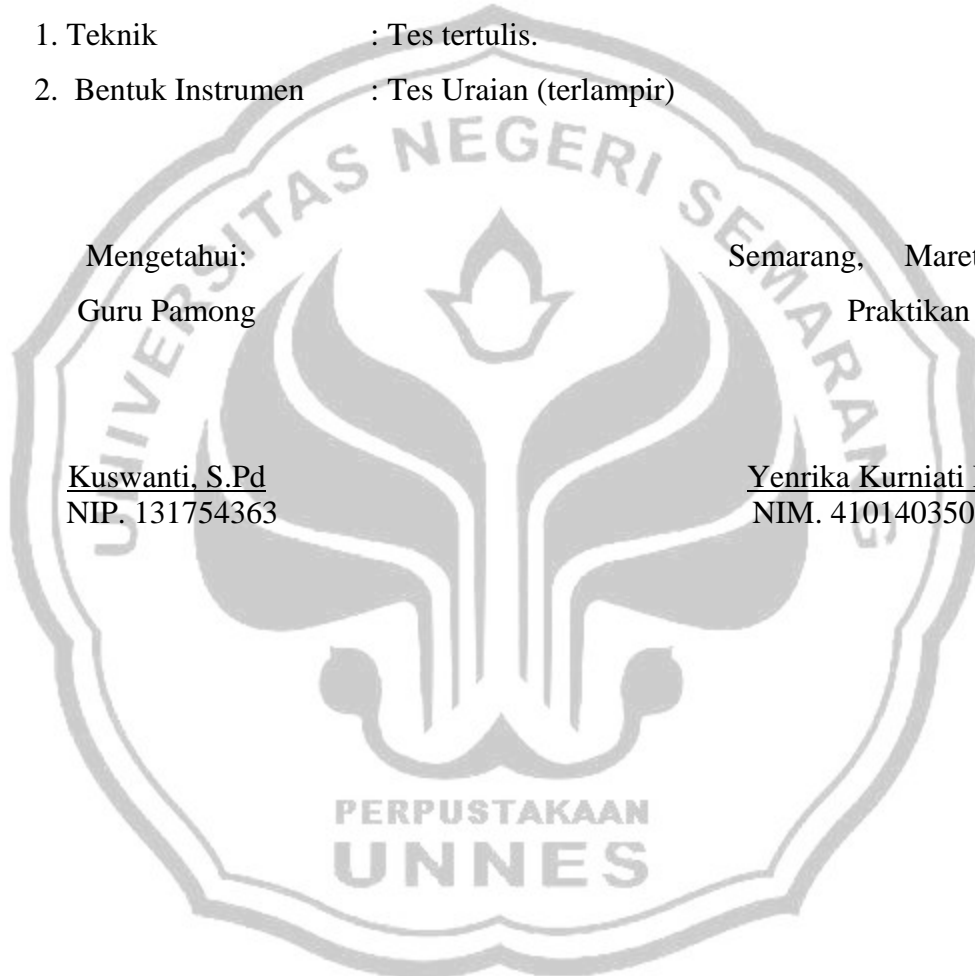 1. Teknik : Tes tertulis.
2. Bentuk Instrumen : Tes Uraian (terlampir)
UNIVERSITAS NEGERI SEMARANG
Mengetahui: Semarang, Maret
Guru Pamong Praktikan
Kuswanti, S.Pd Yenrika Kurniati
NIP. 131754363 NIM. 410140350
PERPUSTAKAAN
UNNES